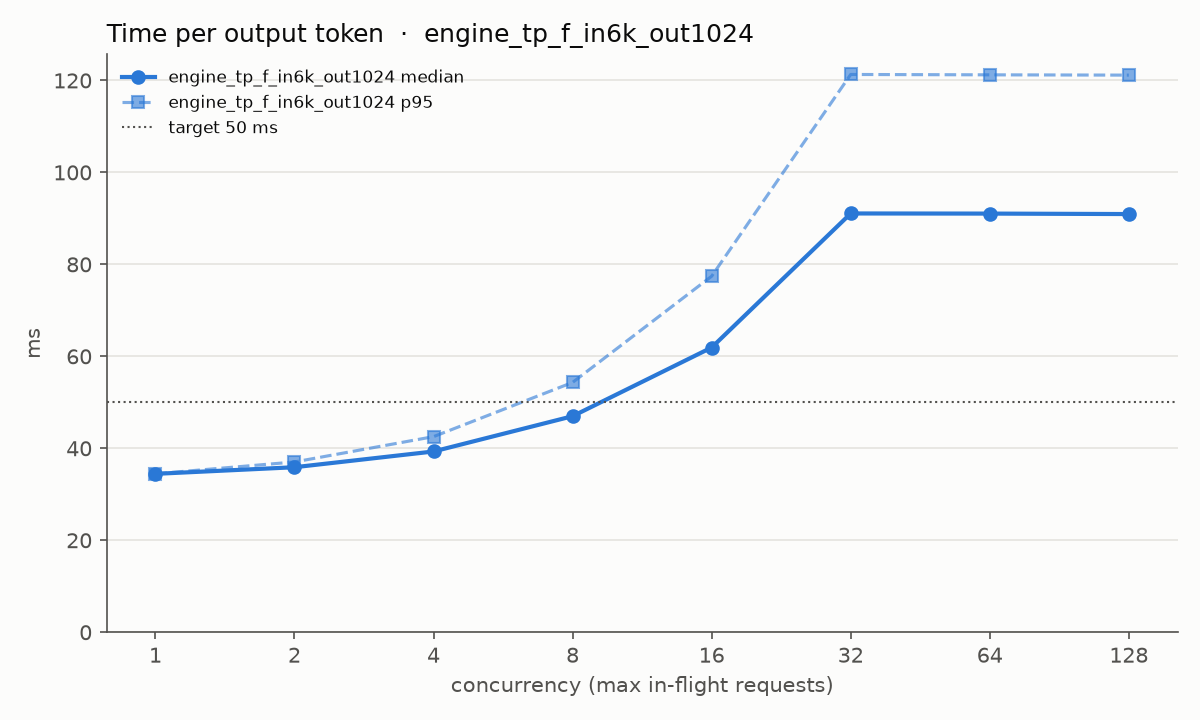 Time per output token · engine_tp_f_in6k_out1024
engine_tp_f_in6k_out1024 median
engine_tp_f_in6k_out1024 p95
target 50 ms
120
100
80
60
40
20
0
ms
1 2 4 8 16 32 64 128
concurrency (max in-flight requests)